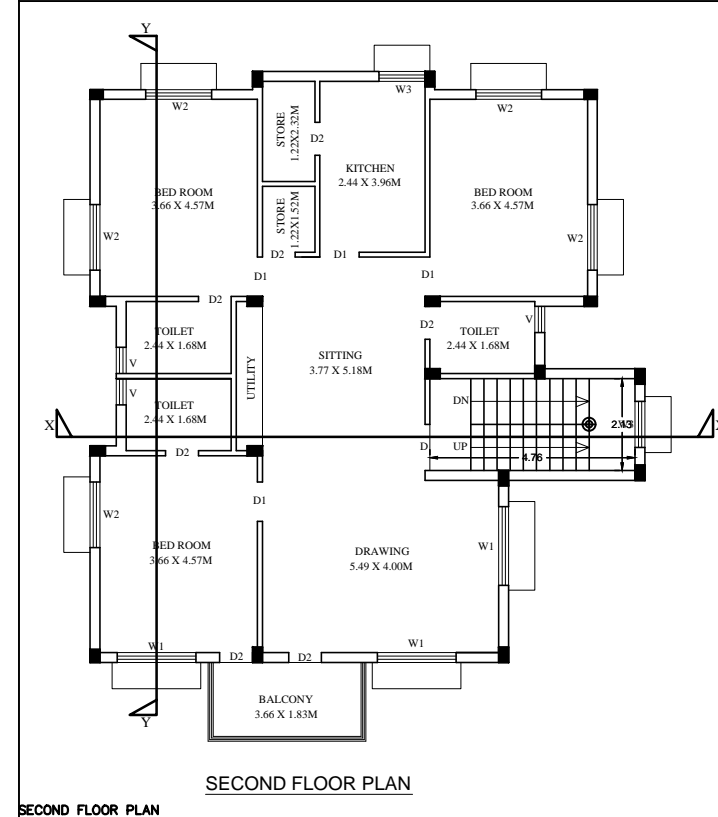 Y
W3
W2
W2
STORE
1.22X2.32M
D2
KITCHEN
2.44 X 3.96M
BED ROOM
3.66 X 4.57M
BED ROOM
3.66 X 4.57M
STORE
1.22X1.52M
W2
W2
D2
D1
D1
D1
D2
TOILET
2.44 X 1.68M
D2
TOILET
2.44 X 1.68M
V
SITTING
3.77 X 5.18M
V
UTILITY
V
TOILET
2.44 X 1.68M
DN
X
2.43
X
D2
D
UP
4.76
D1
W2
BED ROOM
3.66 X 4.57M
DRAWING
5.49 X 4.00M
W1
W1
D2
D2
W1
BALCONY
3.66 X 1.83M
Y
SECOND FLOOR PLAN
SECOND FLOOR PLAN